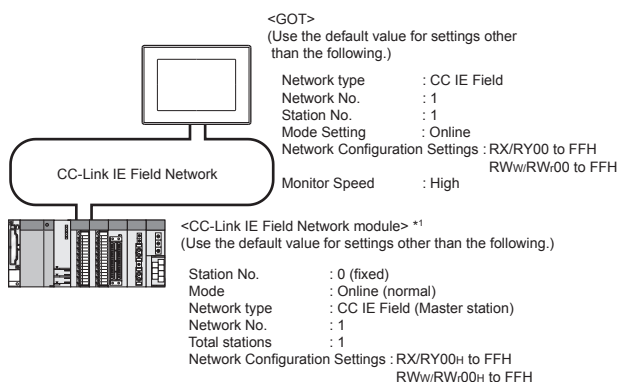 <GOT>
(Use the default value for settings other
than the following.)
Network type : CC IE Field
Network No. : 1
Station No. : 1
Mode Setting : Online
Network Configuration Settings : RX/RY00 to FFH
RWw/RWr00 to FFH
Monitor Speed : High
CC-Link IE Field Network
<CC-Link IE Field Network module> *1
(Use the default value for settings other than the following.)
Station No. : 0 (fixed)
Mode : Online (normal)
Network type : CC IE Field (Master station)
Network No. : 1
Total stations : 1
Network Configuration Settings : RX/RY00H to FFH
RWw/RWr00H to FFH